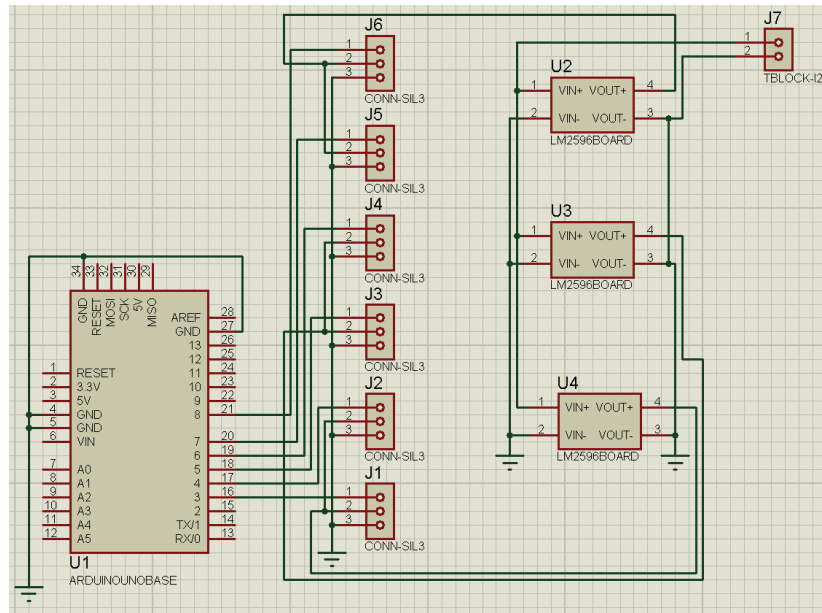 J6
1
2
3
CONN-SIL3
J5
1
2
3
CONN-SIL3
J4
1
2
3
CONN-SIL3
J3
1
2
3
CONN-SIL3
J2
1
2
3
CONN-SIL3
J1
1
2
3
CONN-SIL3
J7
1
2
TBLOCK-I2
U2
1 VIN+ VOUT+ 4
2 VIN- VOUT- 3
LM2596BOARD
U3
1 VIN+ VOUT+ 4
2 VIN- VOUT- 3
LM2596BOARD
U4
1 VIN+ VOUT+ 4
2 VIN- VOUT- 3
LM2596BOARD
34 33 32 31 30 29
GND RESET MOSI SCK 5V MISO
AREF 28
GND 27
13 26
12 25
1 RESET 11 24
2 3.3V 10 23
3 5V 9 22
4 GND 8 21
5 GND
6 VIN 7 20
6 19
7 A0 5 18
8 A1 4 17
9 A2 3 16
10 A3 2 15
11 A4 TX/1 14
12 A5 RX/0 13
U1
ARDUINOUNOBASE